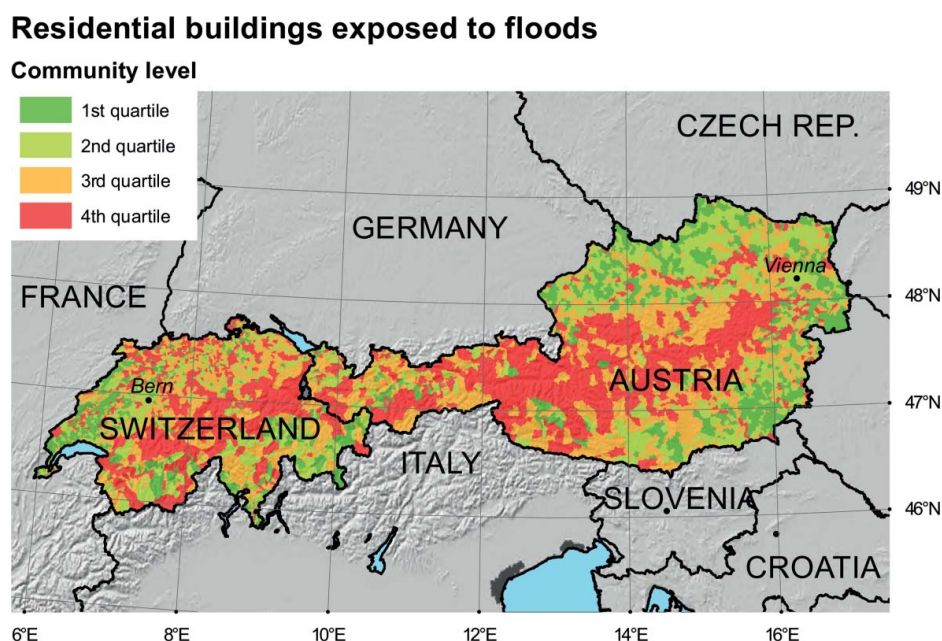 Residential buildings exposed to floods
Community level
1st quartile
2nd quartile
3rd quartile
4th quartile
CZECH REP.
49°N
GERMANY
Vienna
FRANCE
48°N
Bern
AUSTRIA
47°N
SWITZERLAND
ITALY
SLOVENIA
46°N
CROATIA
6°E
8°E
10°E
12°E
14°E
16°E